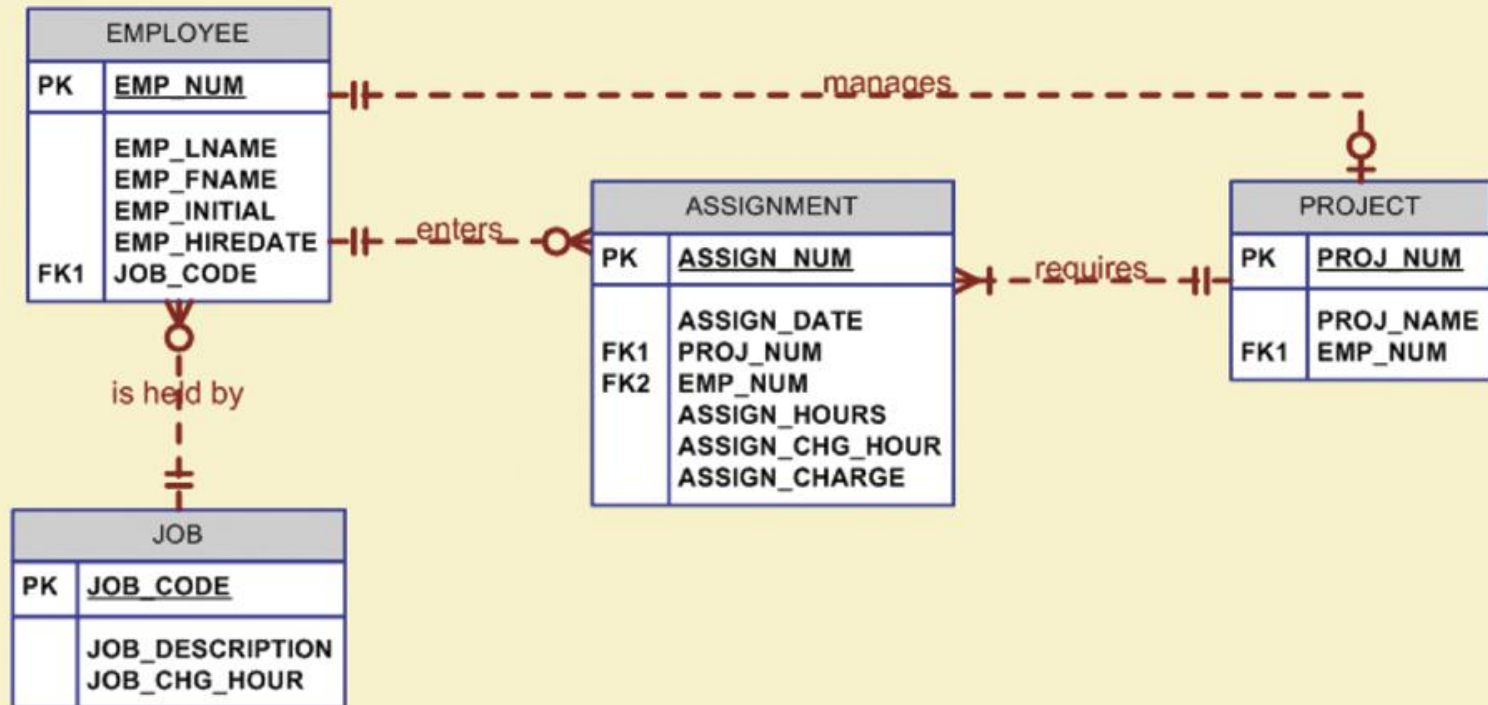 EMPLOYEE
PK EMP_NUM
EMP_LNAME
EMP_FNAME
EMP_INITIAL
EMP_HIREDATE
FK1 JOB_CODE
manages
enters
ASSIGNMENT
PK ASSIGN_NUM
ASSIGN_DATE
FK1 PROJ_NUM
FK2 EMP_NUM
ASSIGN_HOURS
ASSIGN_CHG_HOUR
ASSIGN_CHARGE
requires
PROJECT
PK PROJ_NUM
PROJ_NAME
FK1 EMP_NUM
is held by
JOB
PK JOB_CODE
JOB_DESCRIPTION
JOB_CHG_HOUR